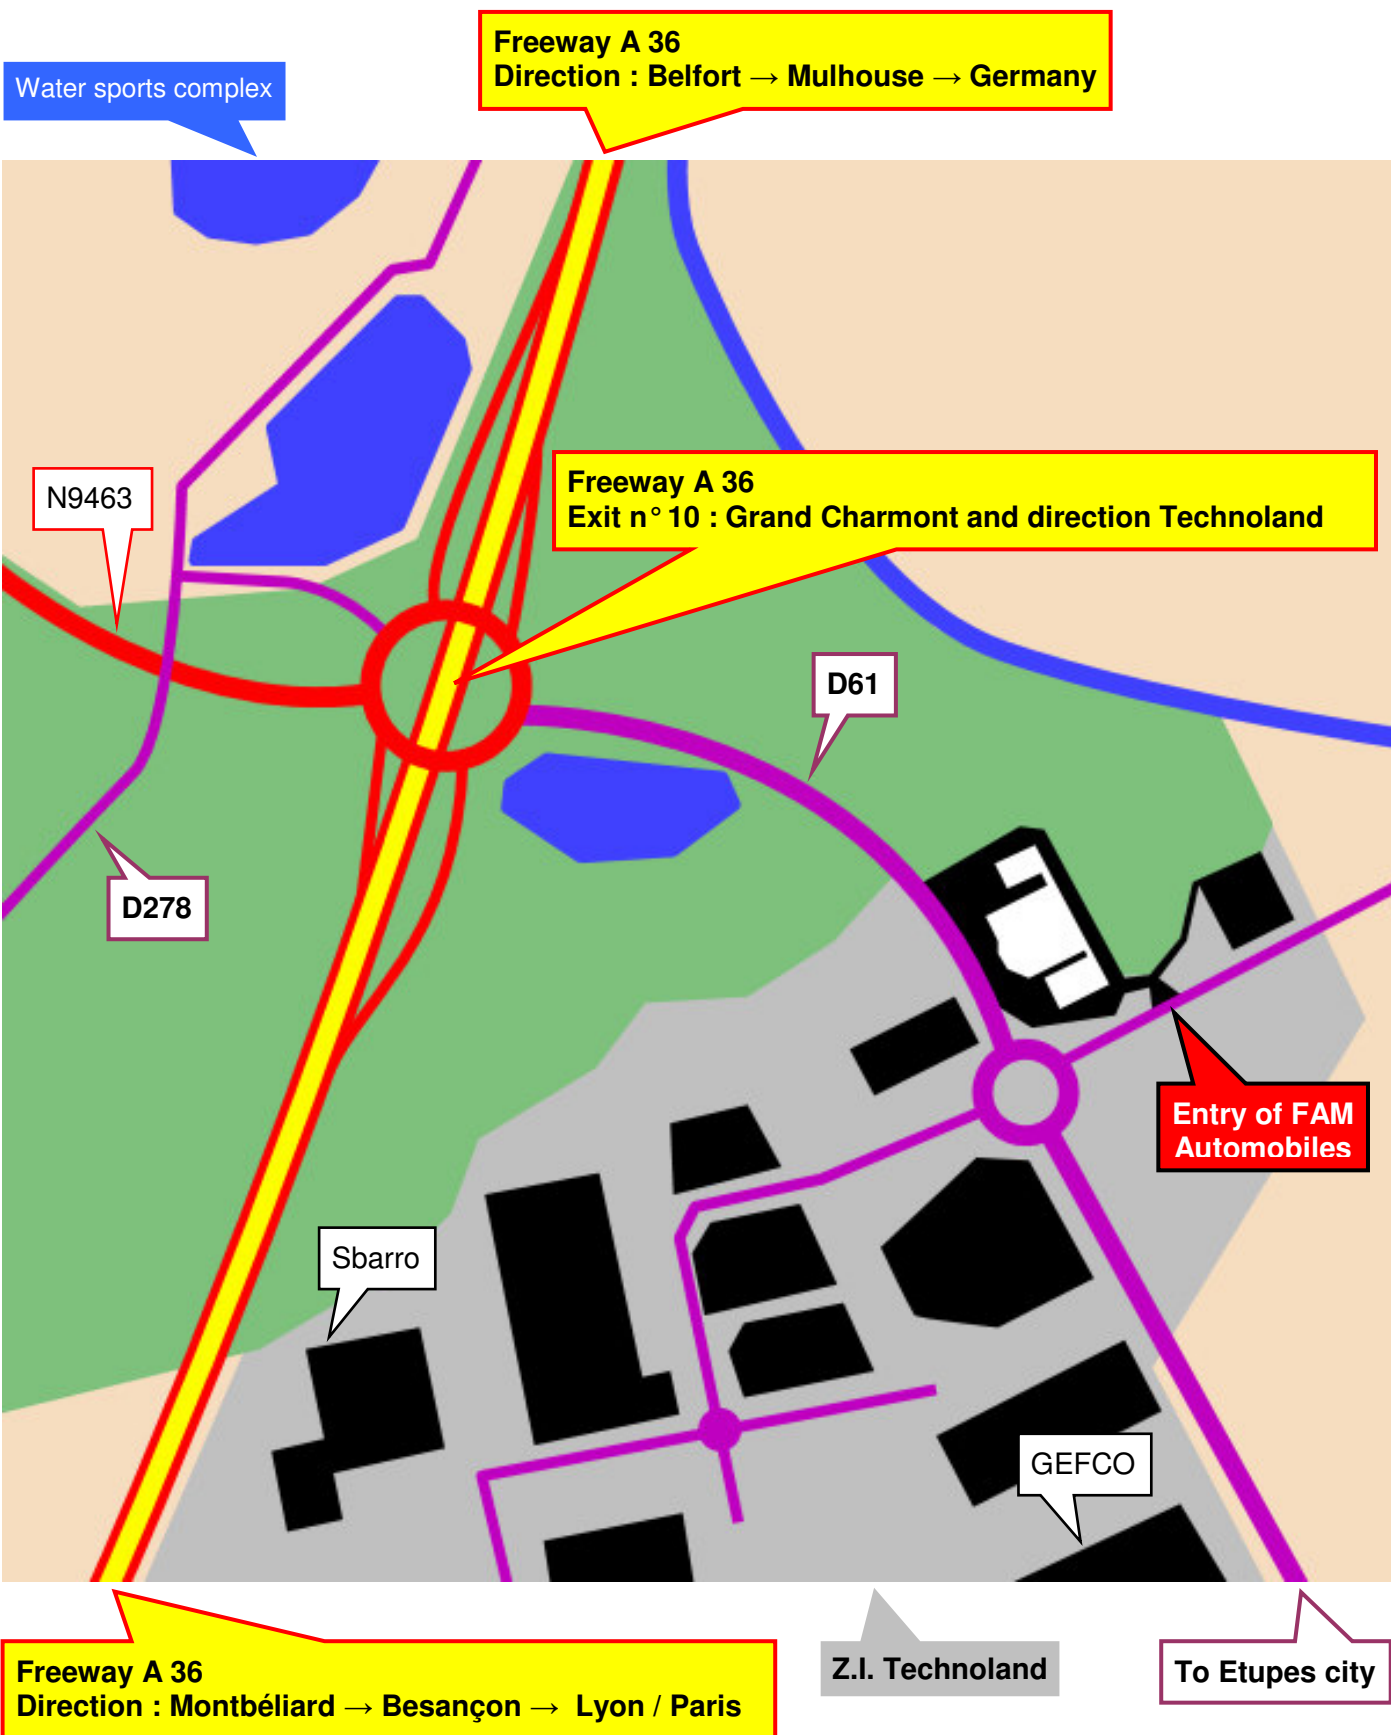 Freeway A 36
Direction : Belfort → Mulhouse → Germany
Water sports complex
Freeway A 36
Exit n° 10 : Grand Charmont and direction Technoland
N9463
D61
D278
Entry of FAM
Automobiles
Sbarro
GEFCO
Freeway A 36
Direction : Montbéliard → Besançon → Lyon / Paris
Z.I. Technoland
To Etupes city